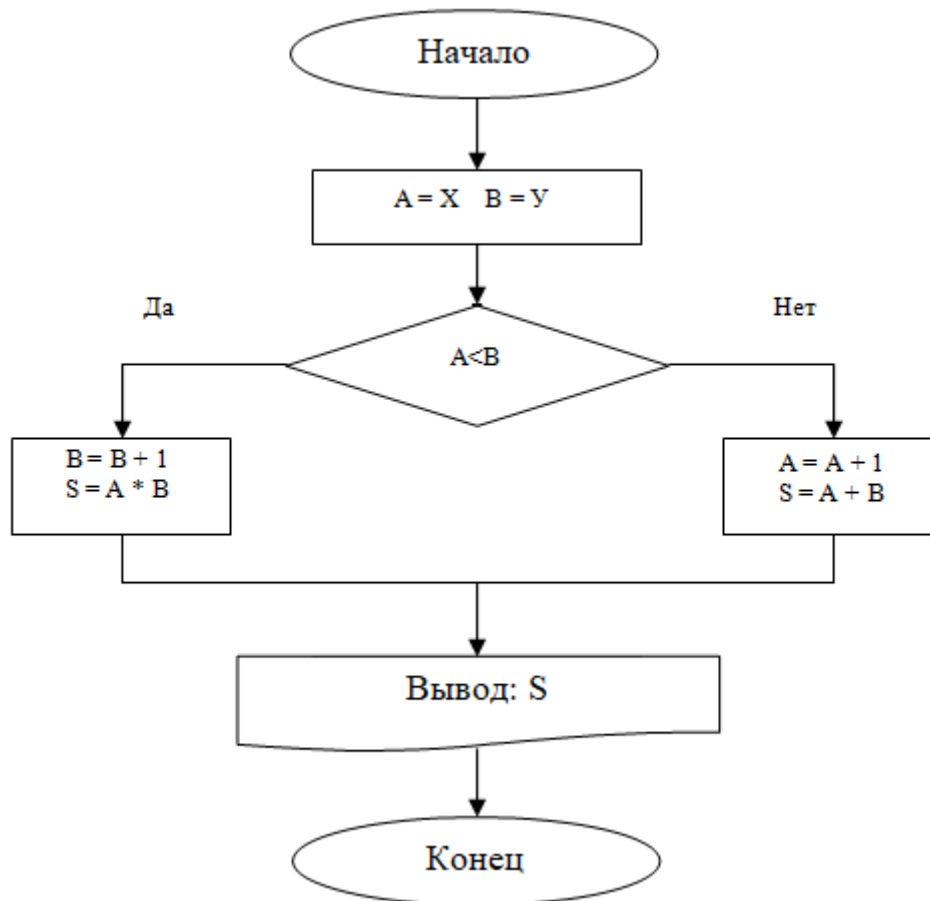 Начало
A = X B = У
Да
Нет
A<B
B = B + 1
S = A * B
A = A + 1
S = A + B
Вывод: S
Конец